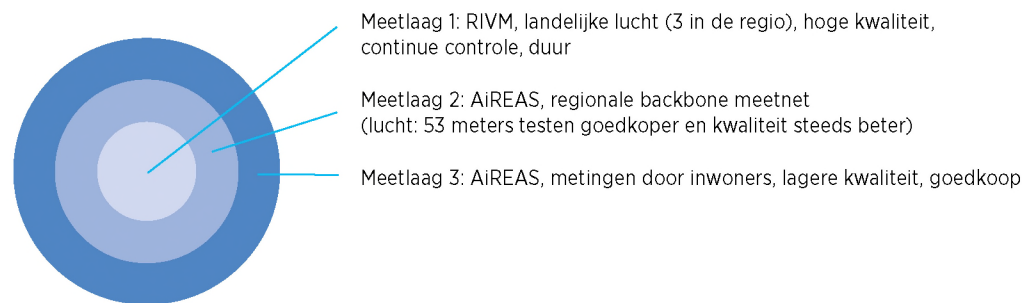 Meetlaag 1: RIVM, landelijke lucht (3 in de regio), hoge kwaliteit,
continue controle, duur
Meetlaag 2: AiREAS, regionale backbone meetnet
(lucht: 53 meters testen goedkoper en kwaliteit steeds beter)
Meetlaag 3: AiREAS, metingen door inwoners, lagere kwaliteit, goedkoop